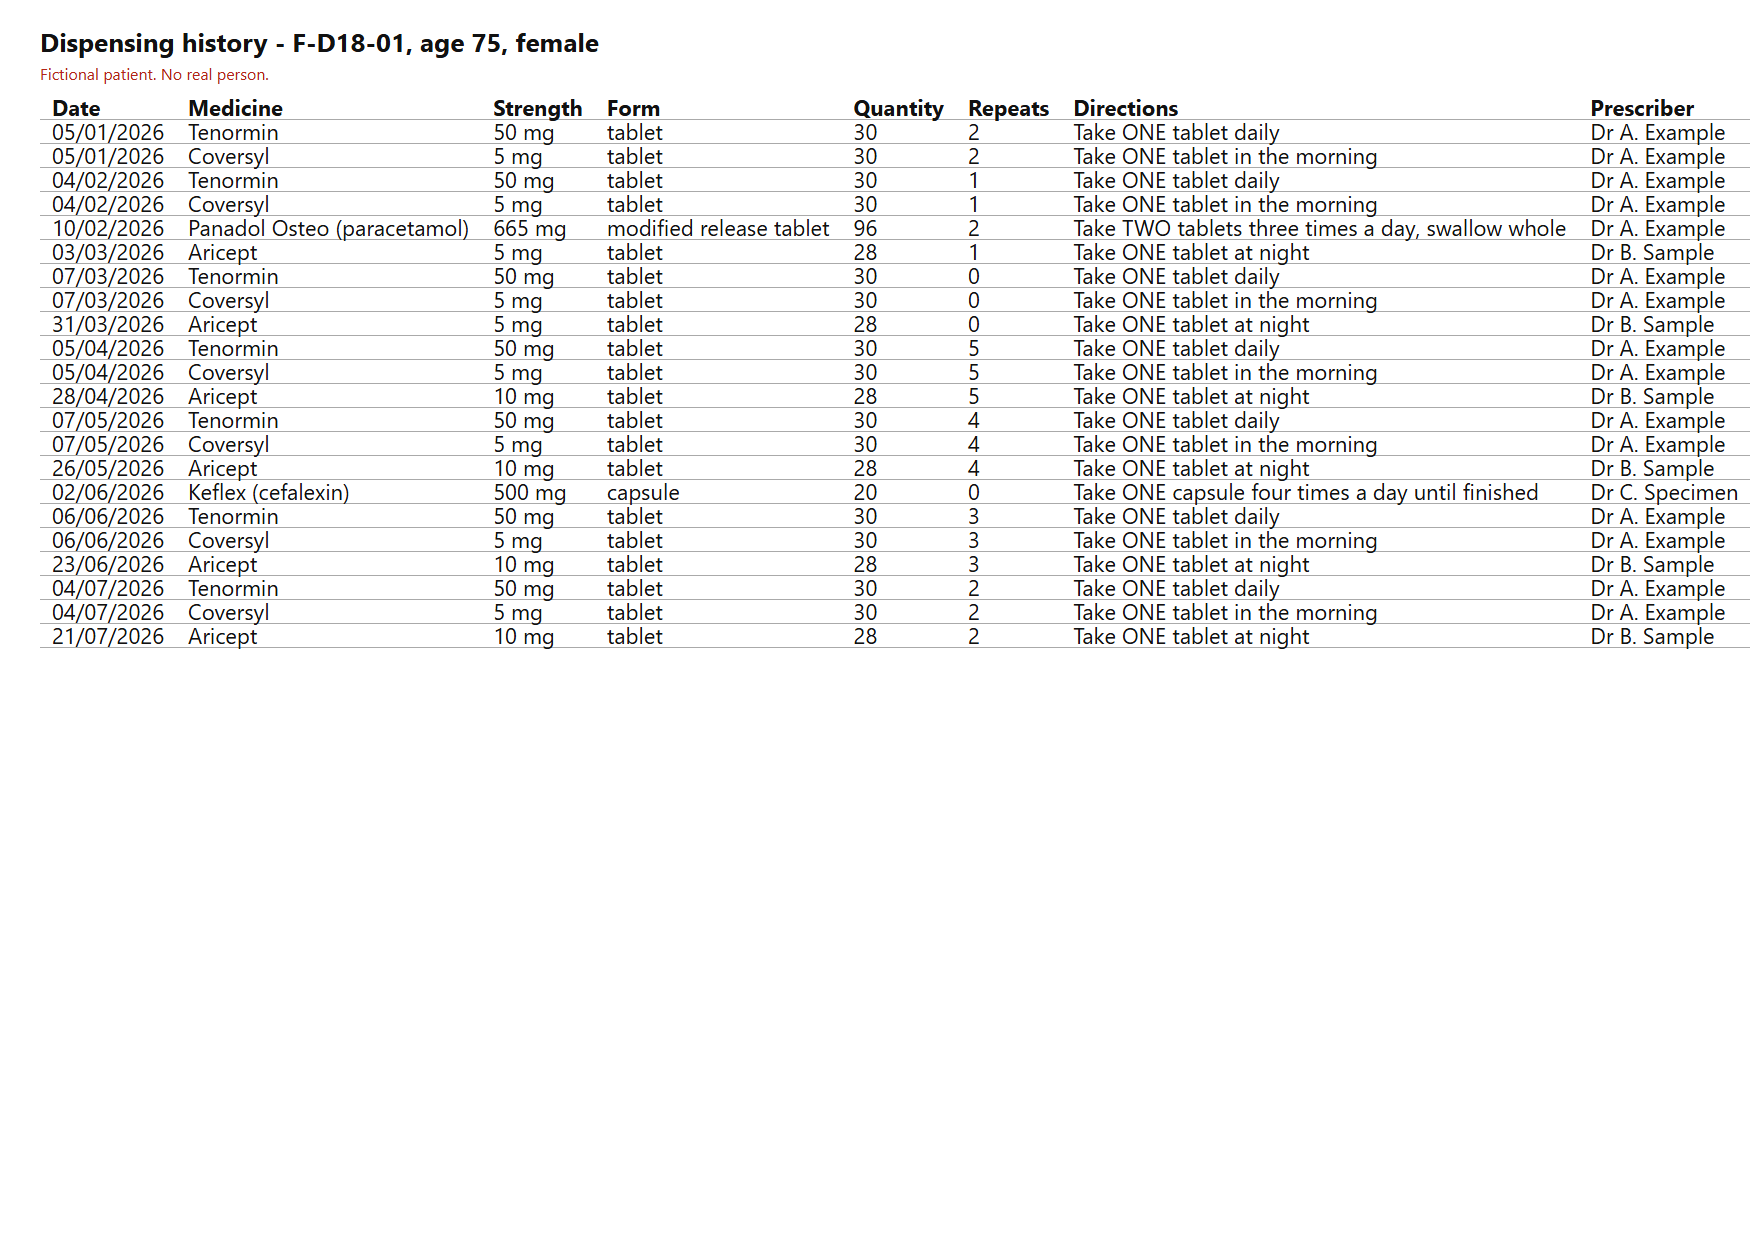 Dispensing history - F-D18-01, age 75, female
Fictional patient. No real person.
Date Medicine Strength Form Quantity Repeats Directions Prescriber
05/01/2026 Tenormin 50 mg tablet 30 2 Take ONE tablet daily Dr A. Example
05/01/2026 Coversyl 5 mg tablet 30 2 Take ONE tablet in the morning Dr A. Example
04/02/2026 Tenormin 50 mg tablet 30 1 Take ONE tablet daily Dr A. Example
04/02/2026 Coversyl 5 mg tablet 30 1 Take ONE tablet in the morning Dr A. Example
10/02/2026 Panadol Osteo (paracetamol) 665 mg modified release tablet 96 2 Take TWO tablets three times a day, swallow whole Dr A. Example
03/03/2026 Aricept 5 mg tablet 28 1 Take ONE tablet at night Dr B. Sample
07/03/2026 Tenormin 50 mg tablet 30 0 Take ONE tablet daily Dr A. Example
07/03/2026 Coversyl 5 mg tablet 30 0 Take ONE tablet in the morning Dr A. Example
31/03/2026 Aricept 5 mg tablet 28 0 Take ONE tablet at night Dr B. Sample
05/04/2026 Tenormin 50 mg tablet 30 5 Take ONE tablet daily Dr A. Example
05/04/2026 Coversyl 5 mg tablet 30 5 Take ONE tablet in the morning Dr A. Example
28/04/2026 Aricept 10 mg tablet 28 5 Take ONE tablet at night Dr B. Sample
07/05/2026 Tenormin 50 mg tablet 30 4 Take ONE tablet daily Dr A. Example
07/05/2026 Coversyl 5 mg tablet 30 4 Take ONE tablet in the morning Dr A. Example
26/05/2026 Aricept 10 mg tablet 28 4 Take ONE tablet at night Dr B. Sample
02/06/2026 Keflex (cefalexin) 500 mg capsule 20 0 Take ONE capsule four times a day until finished Dr C. Specimen
06/06/2026 Tenormin 50 mg tablet 30 3 Take ONE tablet daily Dr A. Example
06/06/2026 Coversyl 5 mg tablet 30 3 Take ONE tablet in the morning Dr A. Example
23/06/2026 Aricept 10 mg tablet 28 3 Take ONE tablet at night Dr B. Sample
04/07/2026 Tenormin 50 mg tablet 30 2 Take ONE tablet daily Dr A. Example
04/07/2026 Coversyl 5 mg tablet 30 2 Take ONE tablet in the morning Dr A. Example
21/07/2026 Aricept 10 mg tablet 28 2 Take ONE tablet at night Dr B. Sample